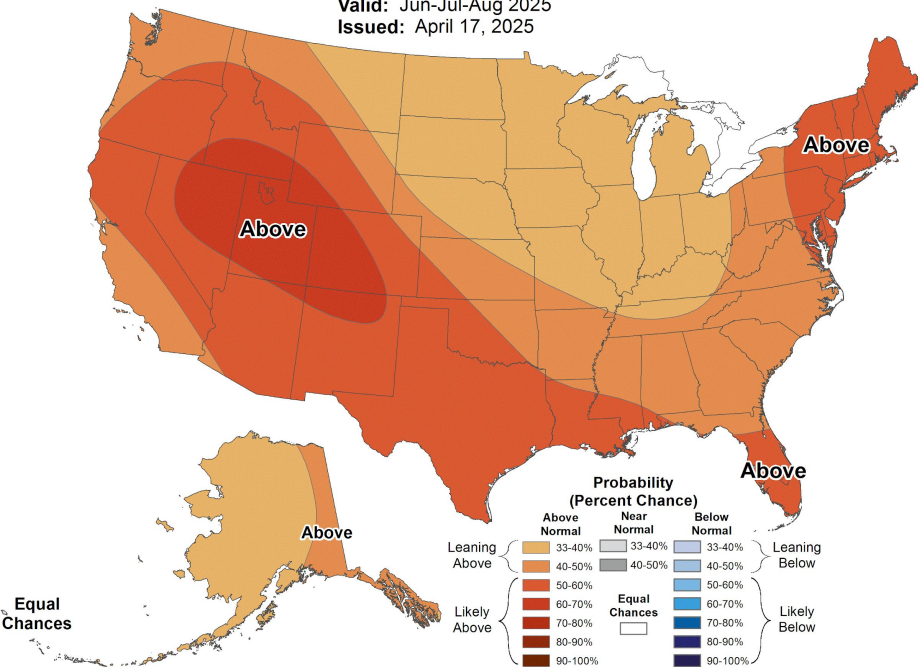 Valid: Jun-Jul-Aug 2025
Issued: April 17, 2025
Above
Above
Above
Above
Equal
Chances
Probability
(Percent Chance)
Above
Normal
Near
Normal
Below
Normal
Leaning
Above
33-40%
33-40%
33-40%
Leaning
Below
40-50%
40-50%
40-50%
Likely
Above
50-60%
50-60%
Likely
Below
60-70%
60-70%
Equal
Chances
70-80%
70-80%
80-90%
80-90%
90-100%
90-100%